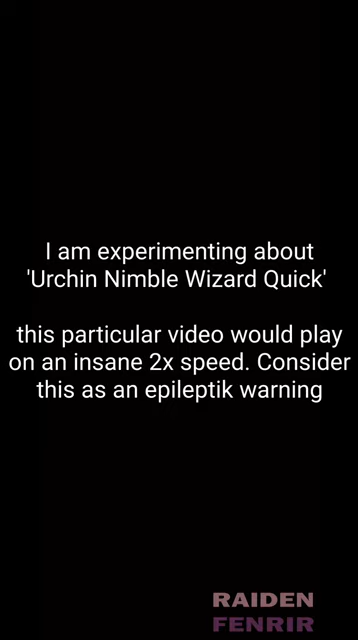 I am experimenting about
'Urchin Nimble Wizard Quick'
this particular video would play
on an insane 2x speed. Consider
this as an epileptik warning
RAIDEN
FENRIR